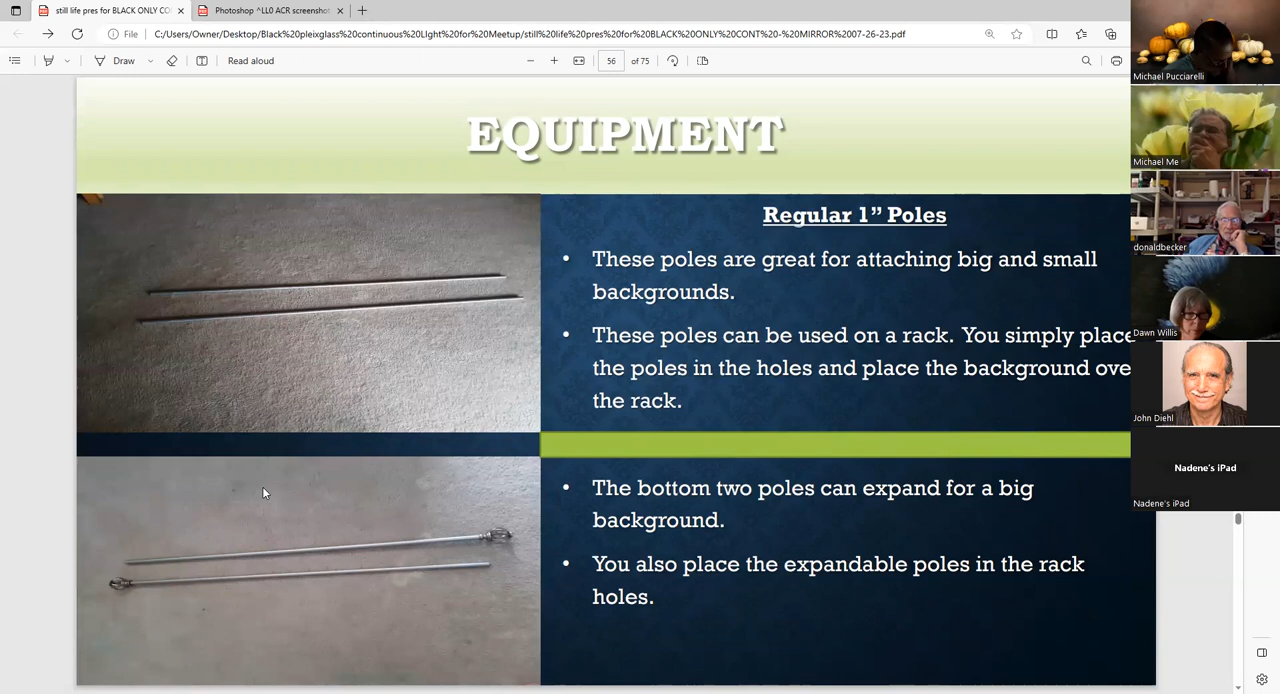 still life pres for BLACK ONLY CO
Photoshop ^LL0 ACR screenshot
File
C:/Users/Owner/Desktop/Black%20pleixglass%20continuous%20LIght%20for%20Meetup/still%20life%20pres%20for%20BLACK%20ONLY%20CONT%20-%20MIRROR%2007-26-23.pdf
Draw
Read aloud
56
of 75
EQUIPMENT
Regular 1” Poles
• These poles are great for attaching big and small
backgrounds.
• These poles can be used on a rack. You simply place
the poles in the holes and place the background ove
the rack.
• The bottom two poles can expand for a big
background.
• You also place the expandable poles in the rack
holes.
Michael Pucciarelli
Michael Me
donaldbecker
Dawn Willis
John Diehl
Nadene's iPad
Nadene's iPad